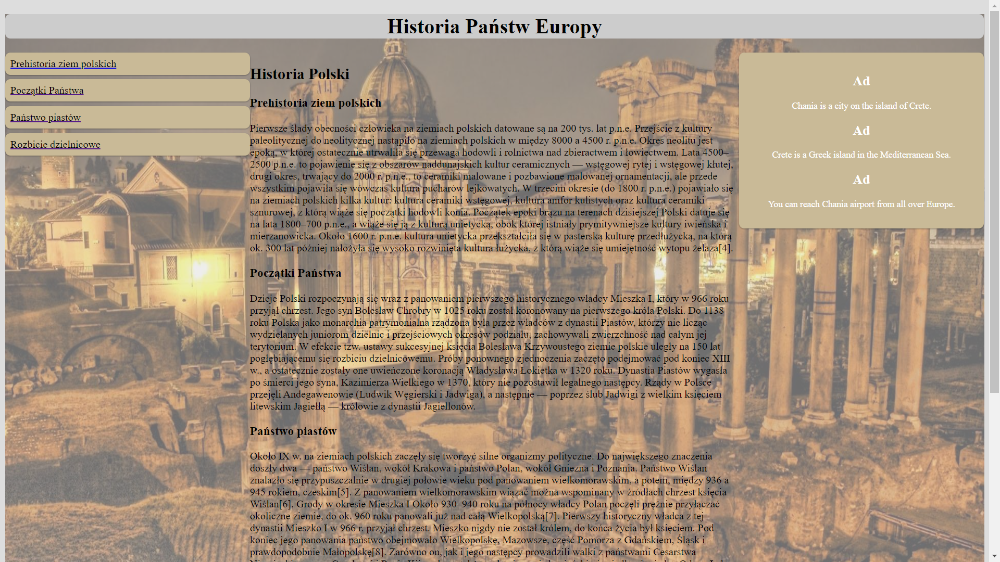 Historia Państw Europy
Prehistoria ziem polskich
Początki Państwa
Państwo piastów
Rozbicie dzielnicowe
Historia Polski
Prehistoria ziem polskich
Pierwsze ślady obecności człowieka na ziemiach polskich datowane są na 200 tys. lat p.n.e. Przejście z kultury
paleolitycznej do neolitycznej nastąpiło na ziemiach polskich w między 8000 a 4500 r. p.n.e. Okres neolitu jest
epoką, w której ostatecznie utrwaliła się przewaga hodowli i rolnictwa nad zbieractwem i łowiectwem. Lata 4500–
2500 p.n.e. to pojawienie się z obszarów naddunajskich kultur ceramicznych — wstęgowej rytej i wstęgowej kłutej,
drugi okres, trwający do 2000 r. p.n.e., to ceramiki malowane i pozbawione malowanej ornamentacji, ale przede
wszystkim pojawiła się wówczas kultura pucharów lejkowatych. W trzecim okresie (do 1800 r. p.n.e.) pojawiało się
na ziemiach polskich kilka kultur: kultura ceramiki wstęgowej, kultura amfor kulistych oraz kultura ceramiki
sznurowej, z którą wiąże się początki hodowli konia. Początek epoki brązu na terenach dzisiejszej Polski datuje się
na lata 1800–700 p.n.e., a wiąże się ją z kulturą unietycką, obok której istniały prymitywniejsze kultury iwieńska i
mierzanowicka. Około 1600 r. p.n.e. kultura unietycka przekształciła się w pasterską kulturę przedłużycką, na którą
ok. 300 lat później nałożyła się wysoko rozwinięta kultura łużycka, z którą wiąże się umiejętność wytopu żelaza[4].
Początki Państwa
Dzieje Polski rozpoczynają się wraz z panowaniem pierwszego historycznego władcy Mieszka I, który w 966 roku
przyjął chrzest. Jego syn Bolesław Chrobry w 1025 roku został koronowany na pierwszego króla Polski. Do 1138
roku Polska jako monarchia patrymonialna rządzona była przez władców z dynastii Piastów, którzy nie licząc
wydzielanych juniorom dzielnic i przejściowych okresów podziału, zachowywali zwierzchność nad całym jej
terytorium. W efekcie tzw. ustawy sukcesyjnej księcia Bolesława Krzywoustego ziemie polskie uległy na 150 lat
pogłębiającemu się rozbiciu dzielnicowemu. Próby ponownego zjednoczenia zaczęto podejmować pod koniec XIII
w., a ostatecznie zostały one uwieńczone koronacją Władysława Łokietka w 1320 roku. Dynastia Piastów wygasła
po śmierci jego syna, Kazimierza Wielkiego w 1370, który nie pozostawił legalnego następcy. Rządy w Polsce
przejęli Andegawenowie (Ludwik Węgierski i Jadwiga), a następnie — poprzez ślub Jadwigi z wielkim księciem
litewskim Jagiełłą — królowie z dynastii Jagiellonów.
Państwo piastów
Około IX w. na ziemiach polskich zaczęły się tworzyć silne organizmy polityczne. Do największego znaczenia
doszły dwa — państwo Wiślan, wokół Krakowa i państwo Polan, wokół Gniezna i Poznania. Państwo Wiślan
znalazło się przypuszczalnie w drugiej połowie wieku pod panowaniem wielkomorawskim, a potem, między 936 a
945 rokiem, czeskim[5]. Z panowaniem wielkomorawskim wiązać można wspominany w źródłach chrzest księcia
Wiślan[6]. Grody w okresie Mieszka I Około 930–940 roku na północy władcy Polan poczęli prężnie przyłączać
okoliczne ziemie, do ok. 960 roku panowali już nad całą Wielkopolską[7]. Pierwszy historyczny władca z tej
dynastii Mieszko I w 966 r. przyjął chrzest. Mieszko nigdy nie został królem, do końca życia był księciem. Pod
koniec jego panowania państwo obejmowało Wielkopolskę, Mazowsze, część Pomorza z Gdańskiem, Śląsk i
prawdopodobnie Małopolskę[8]. Zarówno on, jak i jego następcy prowadzili walki z państwami Cesarstwa
Ad
Chania is a city on the island of Crete.
Ad
Crete is a Greek island in the Mediterranean Sea.
Ad
You can reach Chania airport from all over Europe.